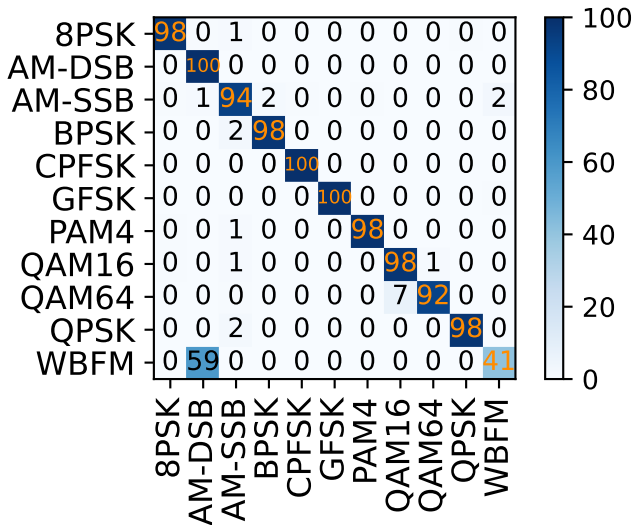 8PSK 98 0 1 0 0 0 0 0 0 0 0
AM-DSB 0 100 0 0 0 0 0 0 0 0 0
AM-SSB 0 1 94 2 0 0 0 0 0 0 2
BPSK 0 0 2 98 0 0 0 0 0 0 0
CPFSK 0 0 0 0 100 0 0 0 0 0 0
GFSK 0 0 0 0 0 100 0 0 0 0 0
PAM4 0 0 1 0 0 0 98 0 0 0 0
QAM16 0 0 1 0 0 0 0 98 1 0 0
QAM64 0 0 0 0 0 0 0 7 92 0 0
QPSK 0 0 2 0 0 0 0 0 0 98 0
WBFM 0 59 0 0 0 0 0 0 0 0 41
8PSK
AM-DSB
AM-SSB
BPSK
CPFSK
GFSK
PAM4
QAM16
QAM64
QPSK
WBFM
100
80
60
40
20
0